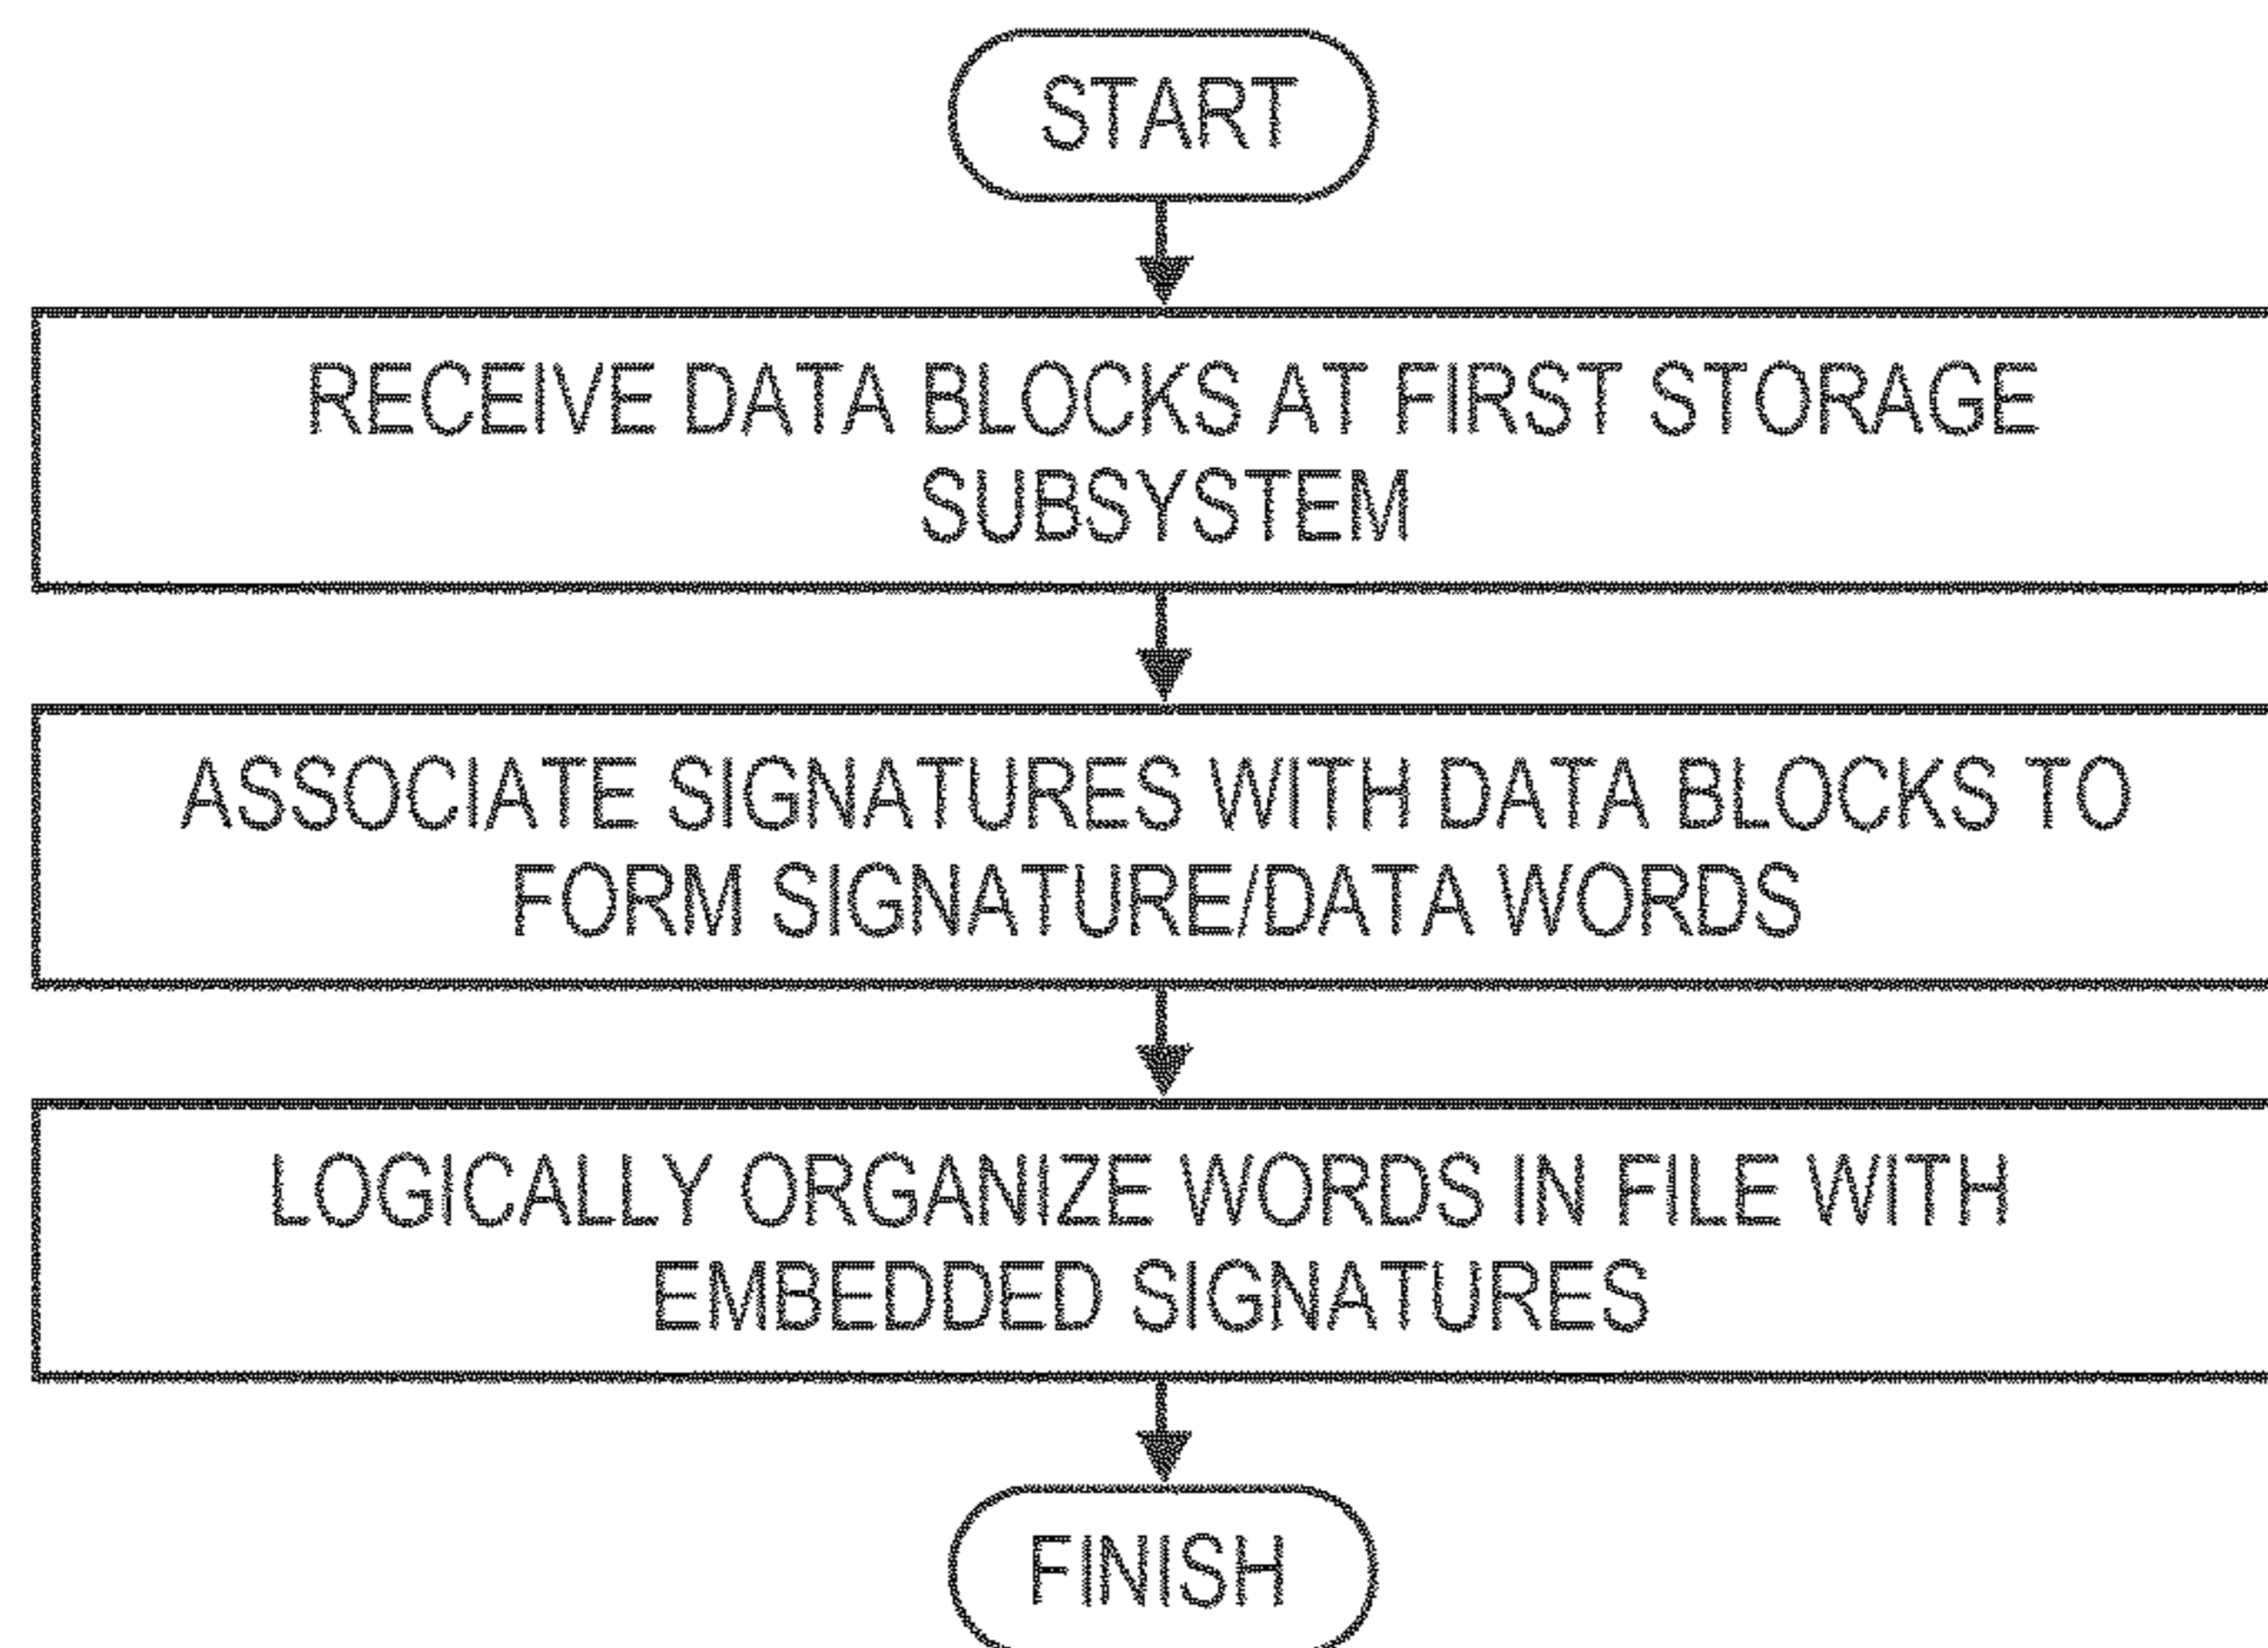 START
RECEIVE DATA BLOCKS AT FIRST STORAGE
SUBSYSTEM
ASSOCIATE SIGNATURES WITH DATA BLOCKS TO
FORM SIGNATURE/DATA WORDS
LOGICALLY ORGANIZE WORDS IN FILE WITH
EMBEDDED SIGNATURES
FINISH